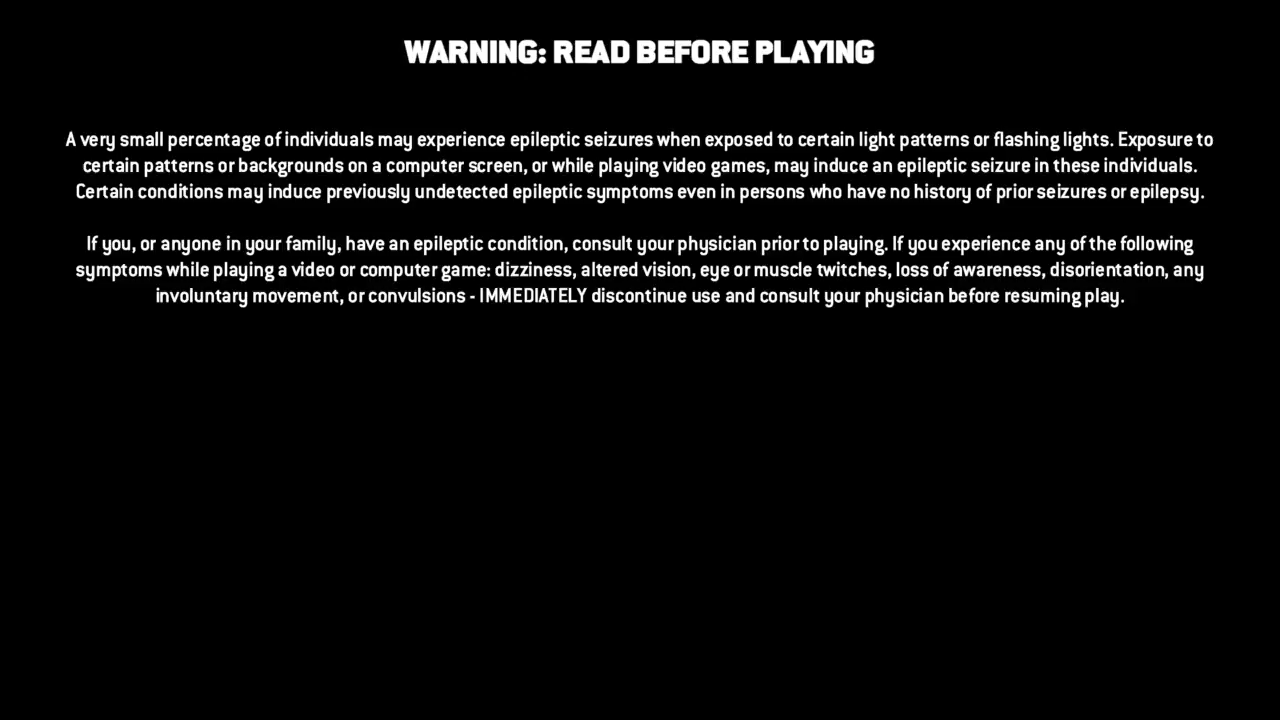 WARNING: READ BEFORE PLAYING
A very small percentage of individuals may experience epileptic seizures when exposed to certain light patterns or flashing lights. Exposure to
certain patterns or backgrounds on a computer screen, or while playing video games, may induce an epileptic seizure in these individuals.
Certain conditions may induce previously undetected epileptic symptoms even in persons who have no history of prior seizures or epilepsy.
If you, or anyone in your family, have an epileptic condition, consult your physician prior to playing. If you experience any of the following
symptoms while playing a video or computer game: dizziness, altered vision, eye or muscle twitches, loss of awareness, disorientation, any
involuntary movement, or convulsions - IMMEDIATELY discontinue use and consult your physician before resuming play.